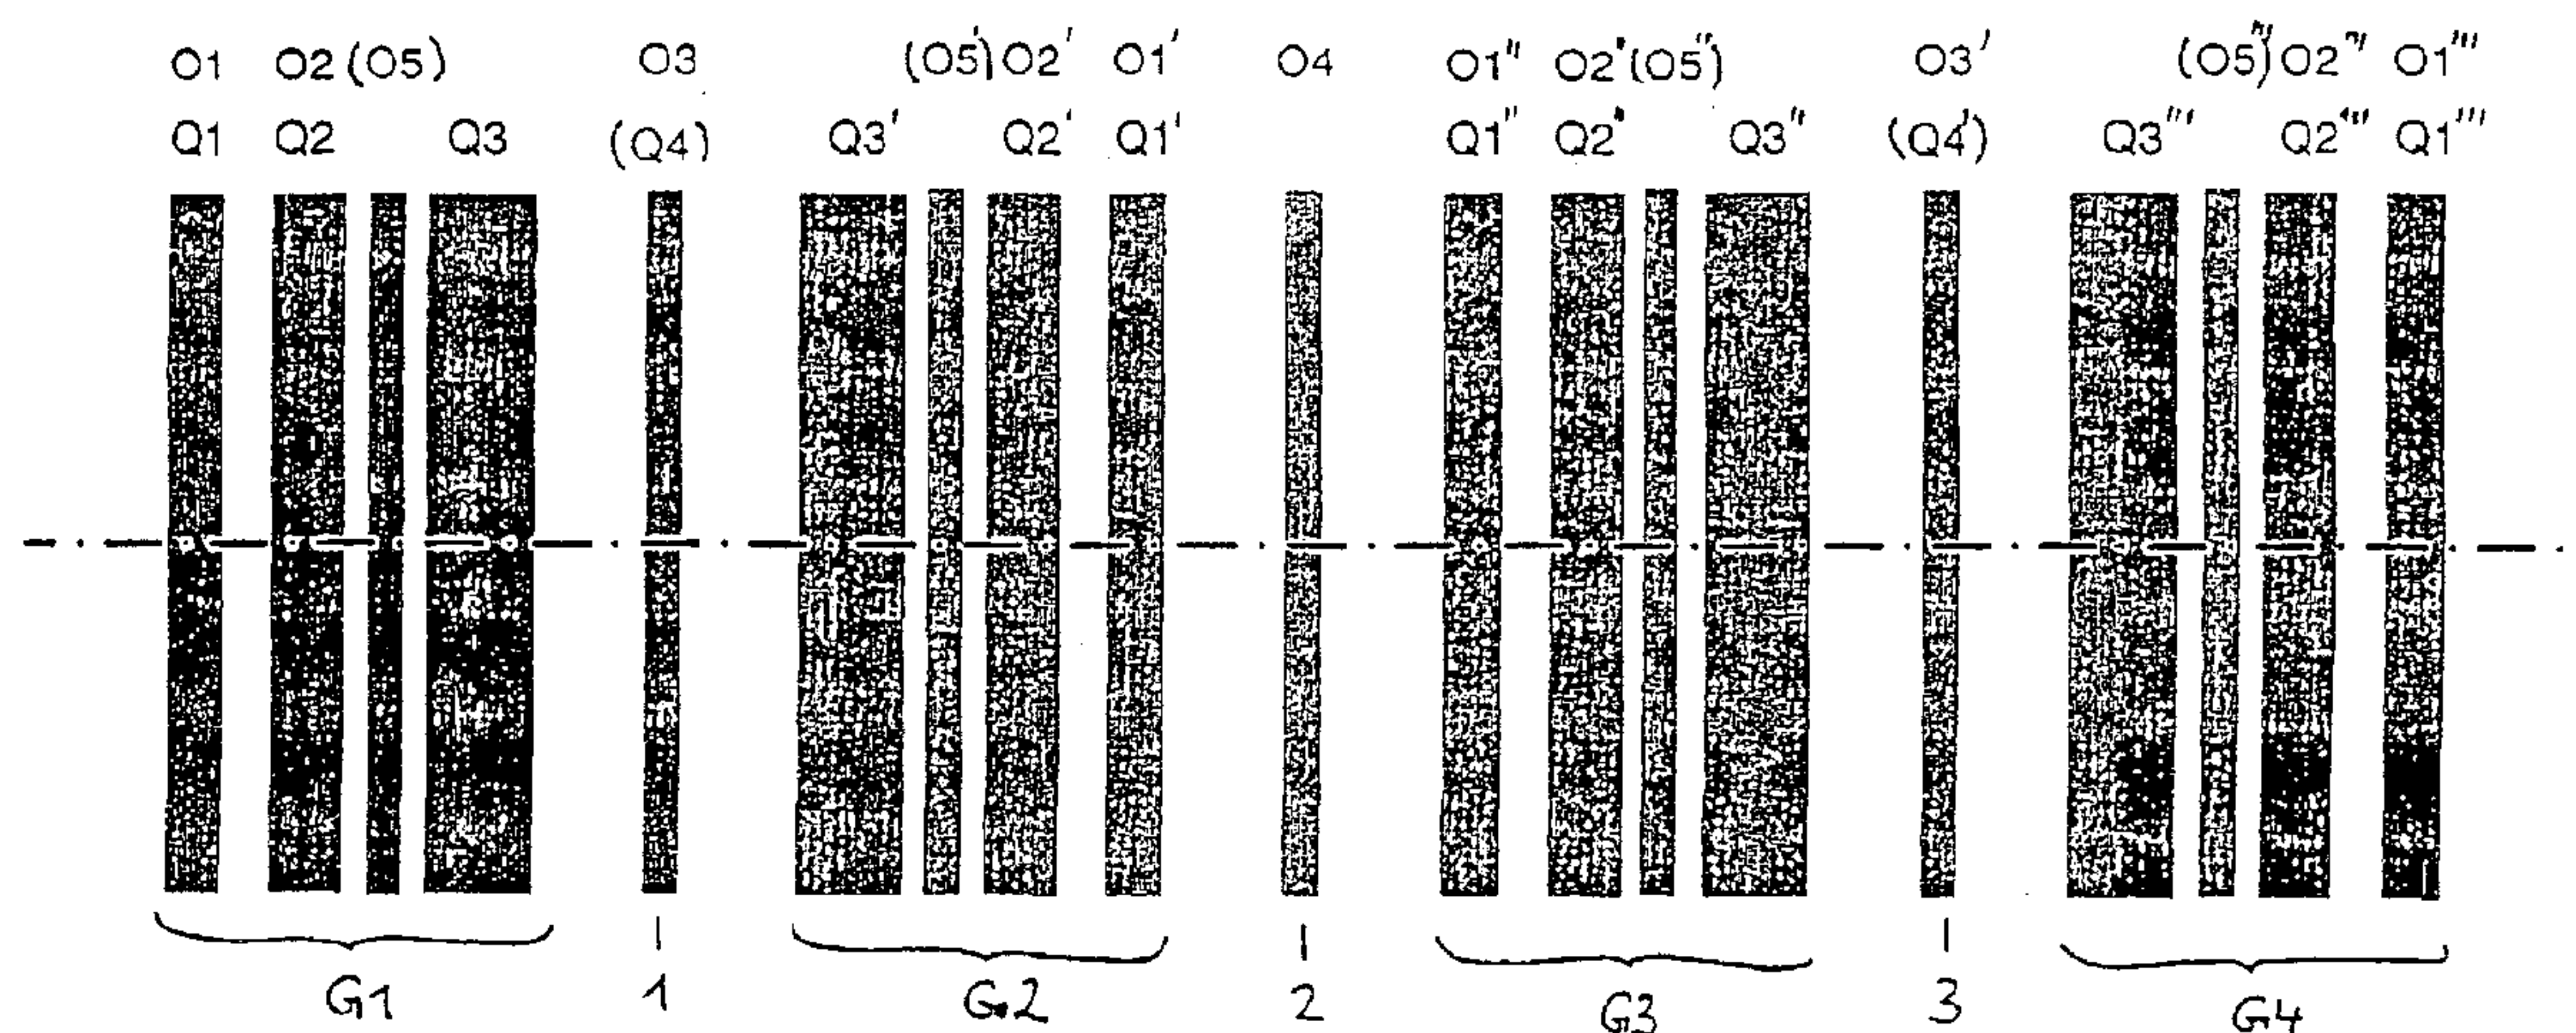 O1 O2 (O5) O3 (O5') O2' O1' O4 O1" O2" (O5") O3' (O5"') O2"' O1"'
Q1 Q2 Q3 (Q4) Q3' Q2' Q1' Q1" Q2" Q3" (Q4') Q3"' Q2"' Q1"'
G1 1 G2 2 G3 3 G4